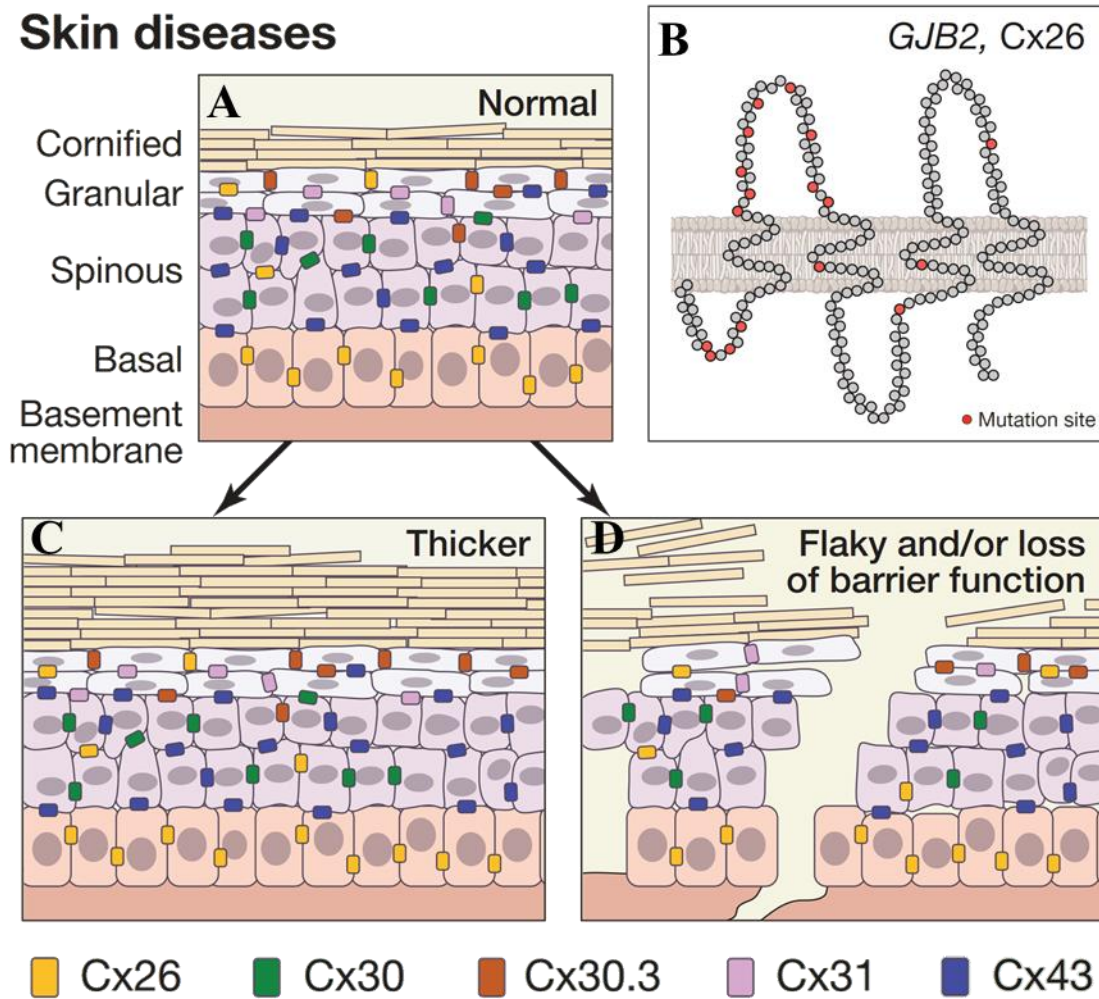 Skin diseases
A
Normal
Cornified
Granular
Spinous
Basal
Basement
membrane
B
GJB2, Cx26
Mutation site
C
Thicker
D
Flaky and/or loss
of barrier function
Cx26
Cx30
Cx30.3
Cx31
Cx43